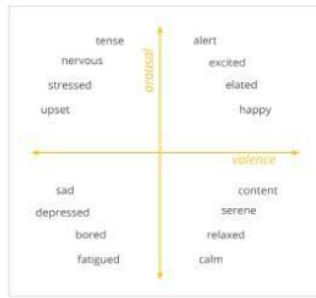 tense alert
nervous excited
stressed elated
upset happy
arousal
valence
sad content
depressed serene
bored relaxed
fatigued calm